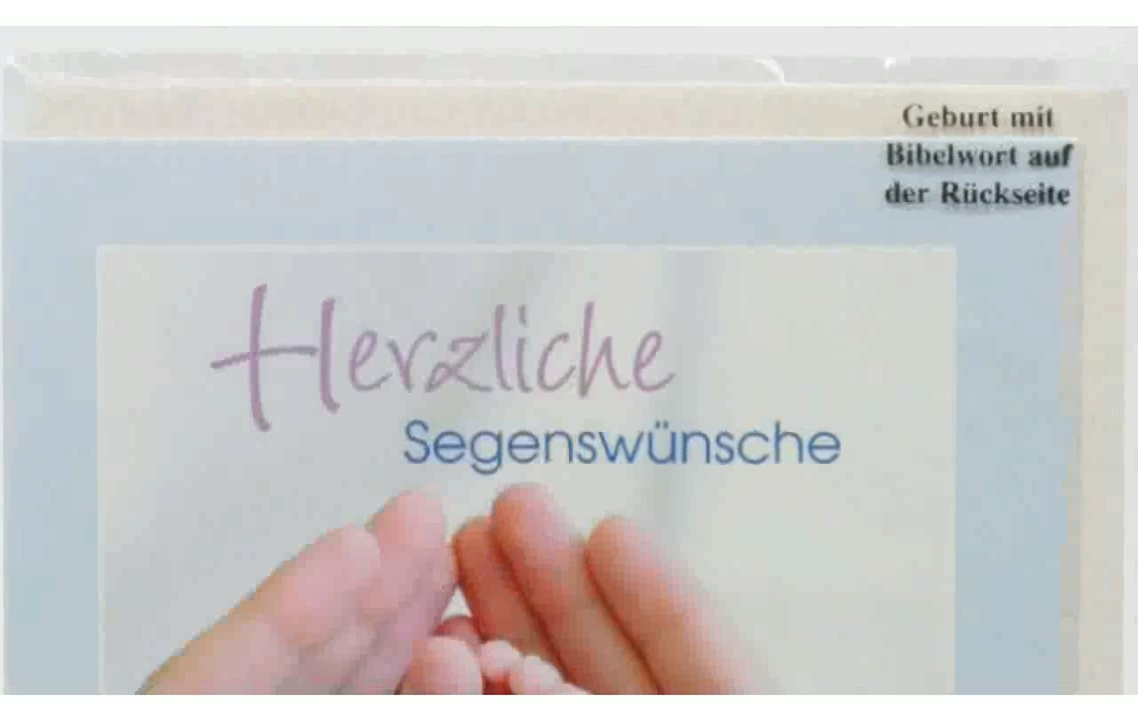 Geburt mit
Bibelwort auf
der Rückseite
Herzliche
Segenswünsche